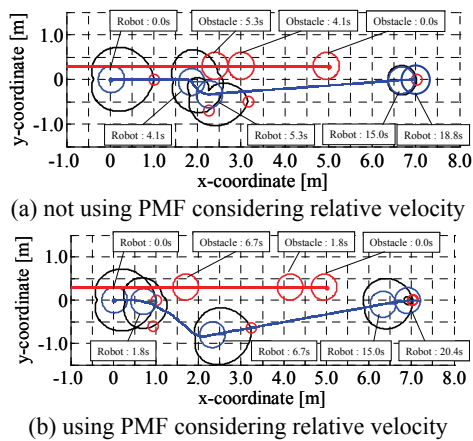 Robot : 0.0s
Obstacle : 5.3s
Obstacle : 4.1s
Obstacle : 0.0s
y-coordinate [m]
1.0
0
-1.0
Robot : 4.1s
Robot : 5.3s
Robot : 15.0s
Robot : 18.8s
-1.0 0 1.0 2.0 3.0 4.0 5.0 6.0 7.0 8.0
x-coordinate [m]
(a) not using PMF considering relative velocity
Robot : 0.0s
Obstacle : 6.7s
Obstacle : 1.8s
Obstacle : 0.0s
y-coordinate [m]
1.0
0
-1.0
Robot : 1.8s
Robot : 6.7s
Robot : 15.0s
Robot : 20.4s
-1.0 0 1.0 2.0 3.0 4.0 5.0 6.0 7.0 8.0
x-coordinate [m]
(b) using PMF considering relative velocity